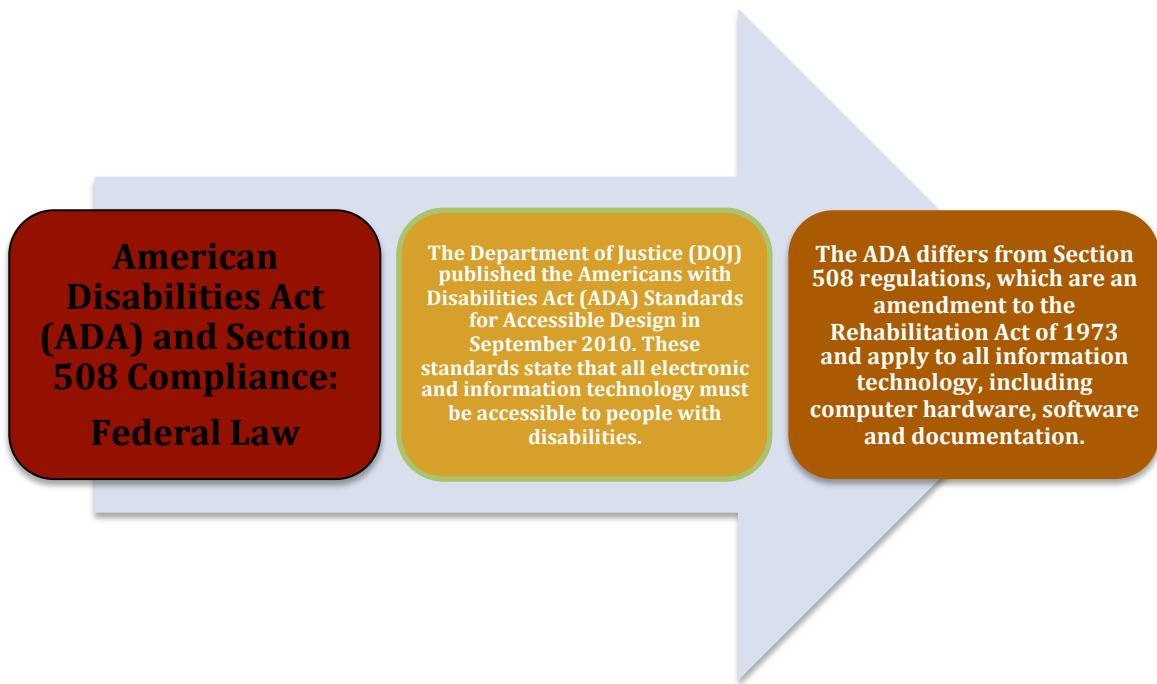 American
Disabilities Act
(ADA) and Section
508 Compliance:
Federal Law
The Department of Justice (DOJ)
published the Americans with
Disabilities Act (ADA) Standards
for Accessible Design in
September 2010. These
standards state that all electronic
and information technology must
be accessible to people with
disabilities.
The ADA differs from Section
508 regulations, which are an
amendment to the
Rehabilitation Act of 1973
and apply to all information
technology, including
computer hardware, software
and documentation.